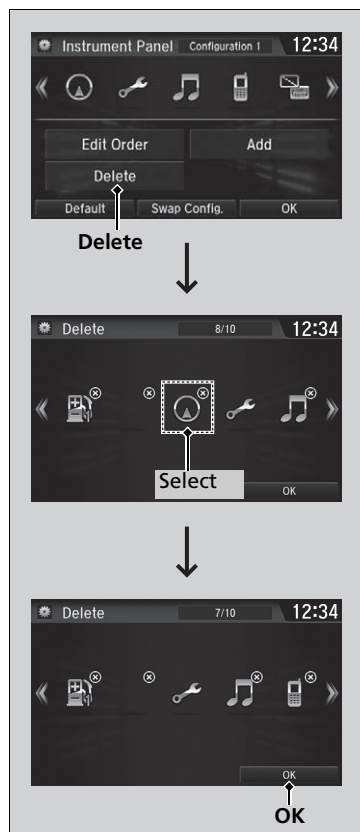 Instrument Panel Configuration 1 12:34
Edit Order Add
Delete
Default Swap Config. OK
Delete
Delete 8/10 12:34
Select
OK
Delete 7/10 12:34
OK
OK